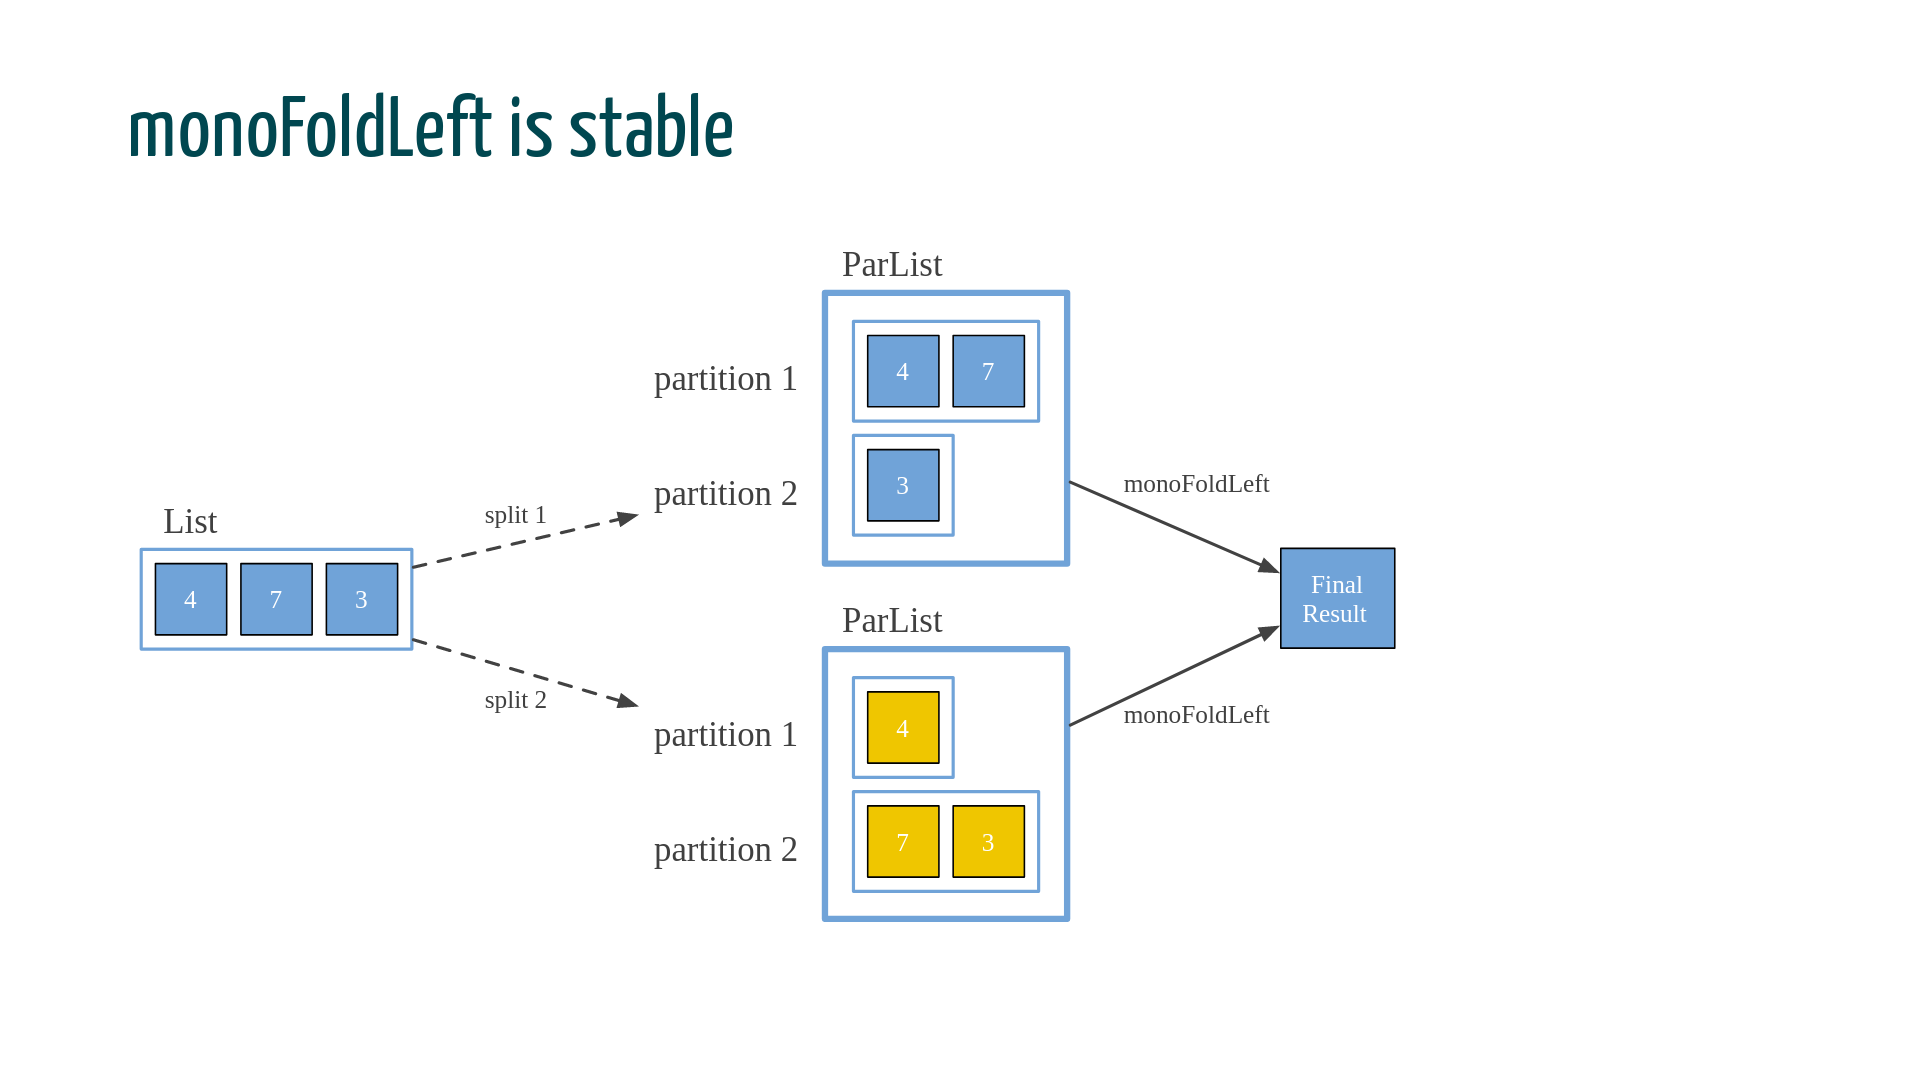 monoFoldLeft is stable
List
4 7 3
split 1
split 2
ParList
partition 1
4 7
partition 2
3
ParList
partition 1
4
partition 2
7 3
monoFoldLeft
monoFoldLeft
Final
Result